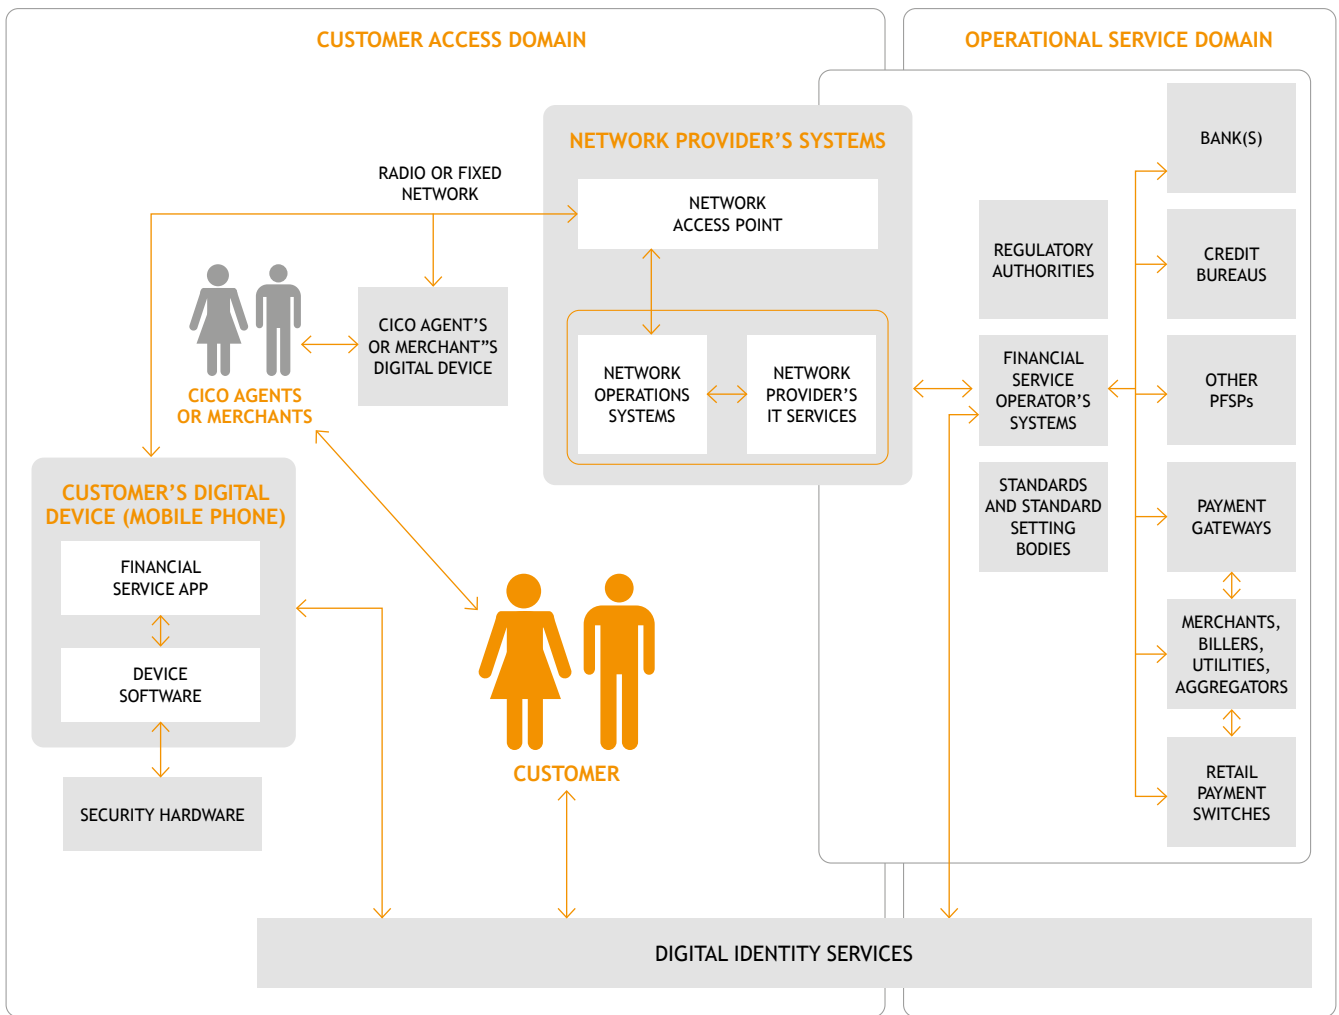 CUSTOMER ACCESS DOMAIN
OPERATIONAL SERVICE DOMAIN
NETWORK PROVIDER'S SYSTEMS
RADIO OR FIXED
NETWORK
NETWORK
ACCESS POINT
CICO AGENT'S
OR MERCHANT"S
DIGITAL DEVICE
CICO AGENTS
OR MERCHANTS
NETWORK
OPERATIONS
SYSTEMS
NETWORK
PROVIDER'S
IT SERVICES
CUSTOMER'S DIGITAL
DEVICE (MOBILE PHONE)
FINANCIAL
SERVICE APP
DEVICE
SOFTWARE
SECURITY HARDWARE
CUSTOMER
REGULATORY
AUTHORITIES
FINANCIAL
SERVICE
OPERATOR'S
SYSTEMS
STANDARDS
AND STANDARD
SETTING
BODIES
BANK(S)
CREDIT
BUREAUS
OTHER
PFSPs
PAYMENT
GATEWAYS
MERCHANTS,
BILLERS,
UTILITIES,
AGGREGATORS
RETAIL
PAYMENT
SWITCHES
DIGITAL IDENTITY SERVICES